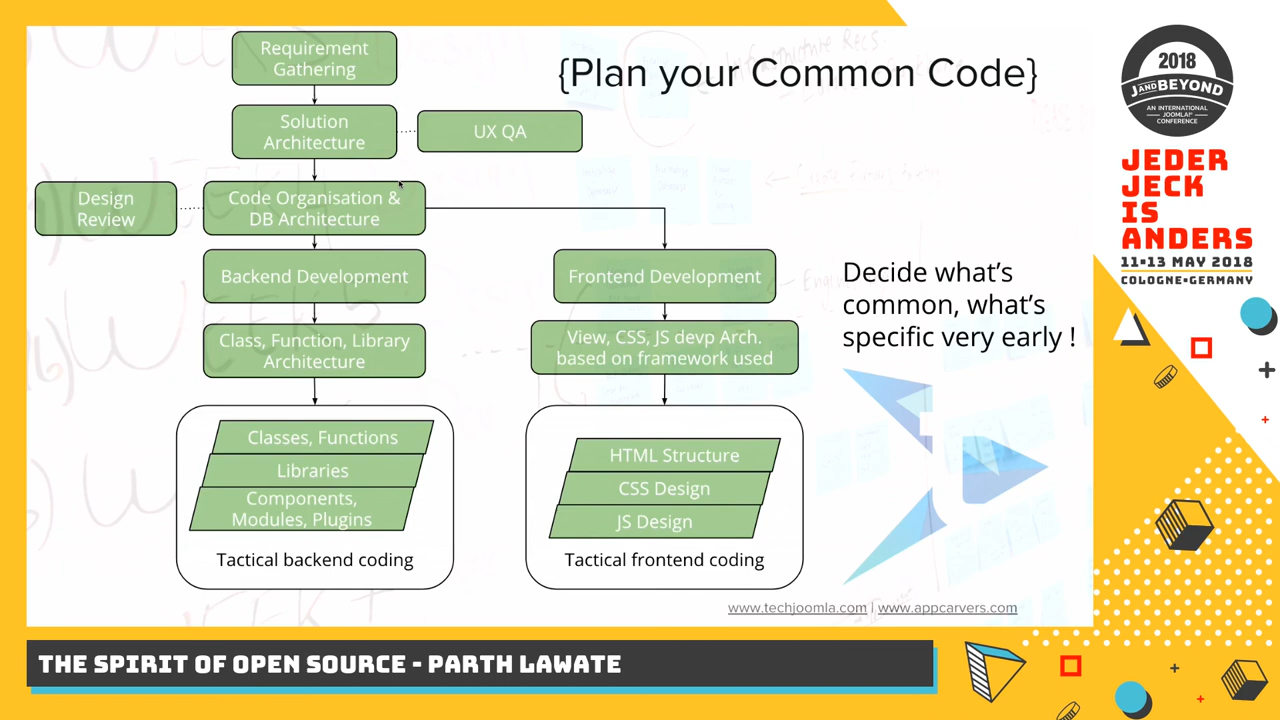 {Plan your Common Code}
Requirement
Gathering
Solution
Architecture
UX QA
Design
Review
Code Organisation &
DB Architecture
Backend Development
Frontend Development
Class, Function, Library
Architecture
View, CSS, JS devp Arch.
based on framework used
Classes, Functions
Libraries
Components,
Modules, Plugins
Tactical backend coding
HTML Structure
CSS Design
JS Design
Tactical frontend coding
Decide what’s
common, what’s
specific very early !
www.techjoomla.com | www.appcarvers.com
2018
J AND BEYOND
AN INTERNATIONAL
JOOMLA!®
CONFERENCE
JEDER
JECK
IS
ANDERS
11-13 MAY 2018
COLOGNE•GERMANY
THE SPIRIT OF OPEN SOURCE - PARTH LAWATE